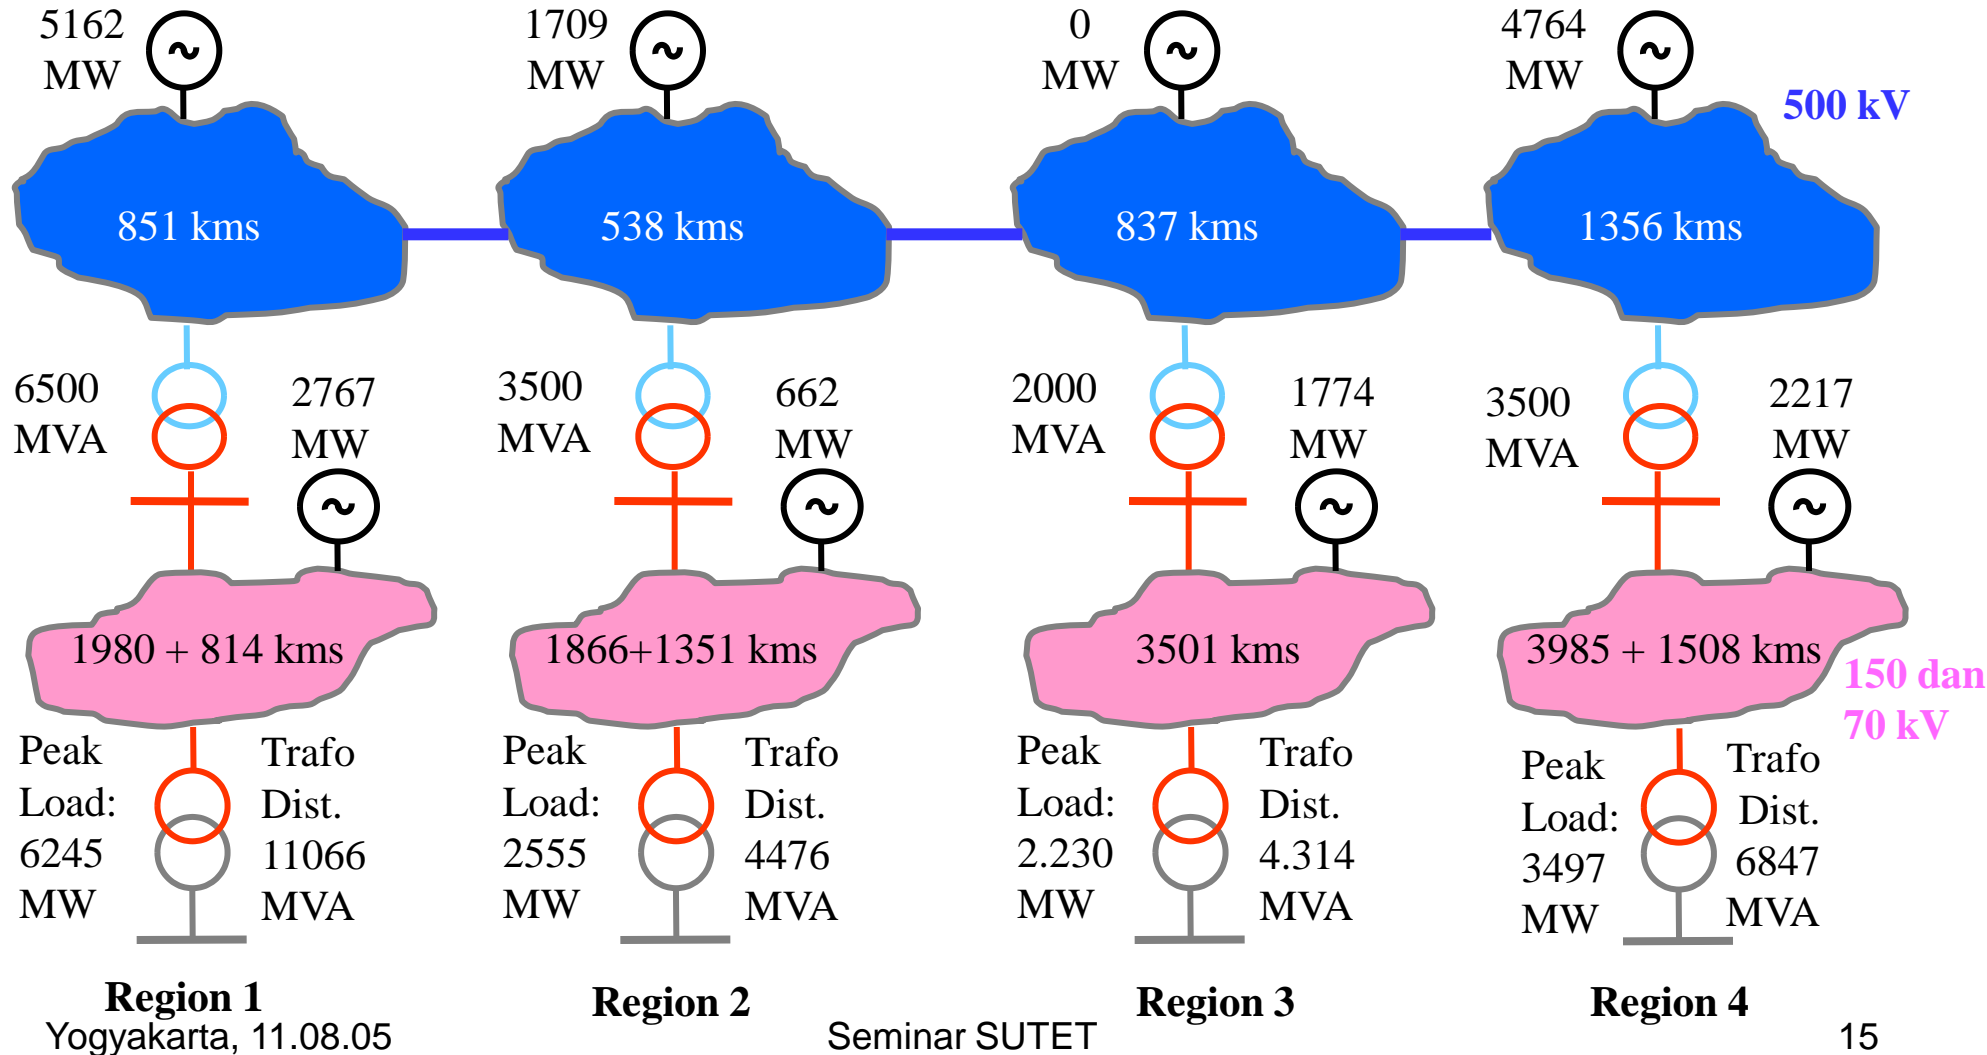 5162
MW
1709
MW
0
MW
4764
MW
500 kV
851 kms
538 kms
837 kms
1356 kms
6500
MVA
2767
MW
3500
MVA
662
MW
2000
MVA
1774
MW
3500
MVA
2217
MW
1980 + 814 kms
1866+1351 kms
3501 kms
3985 + 1508 kms
150 dan
70 kV
Peak
Load:
6245
MW
Trafo
Dist.
11066
MVA
Peak
Load:
2555
MW
Trafo
Dist.
4476
MVA
Peak
Load:
2.230
MW
Trafo
Dist.
4.314
MVA
Peak
Load:
3497
MW
Trafo
Dist.
6847
MVA
Region 1
Region 2
Region 3
Region 4
Yogyakarta, 11.08.05
Seminar SUTET
15